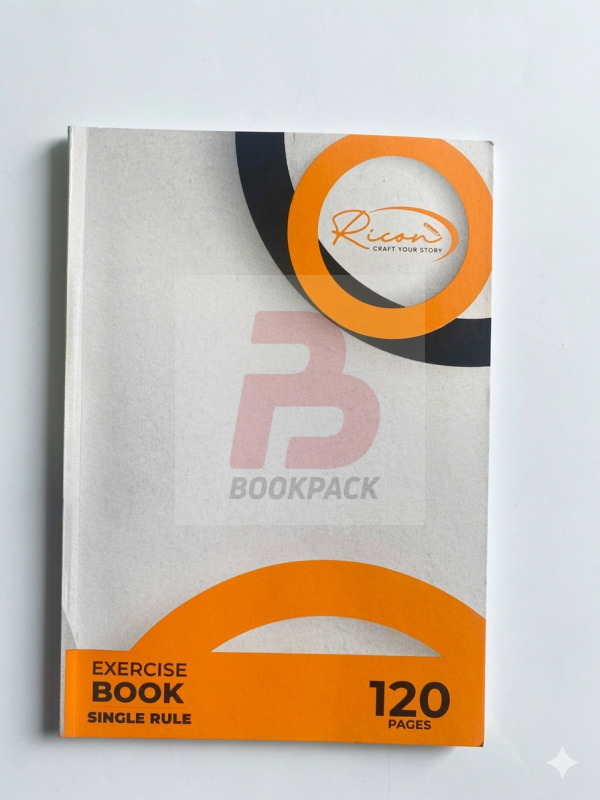 Ricon
CRAFT YOUR STORY
BOOKPACK
EXERCISE
BOOK
SINGLE RULE
120
PAGES